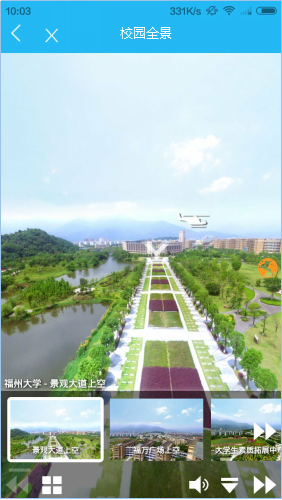 10:03
331K/s
校园全景
福州大学 - 景观大道上空
景观大道上空
福万广场上空
大学生素质拓展中